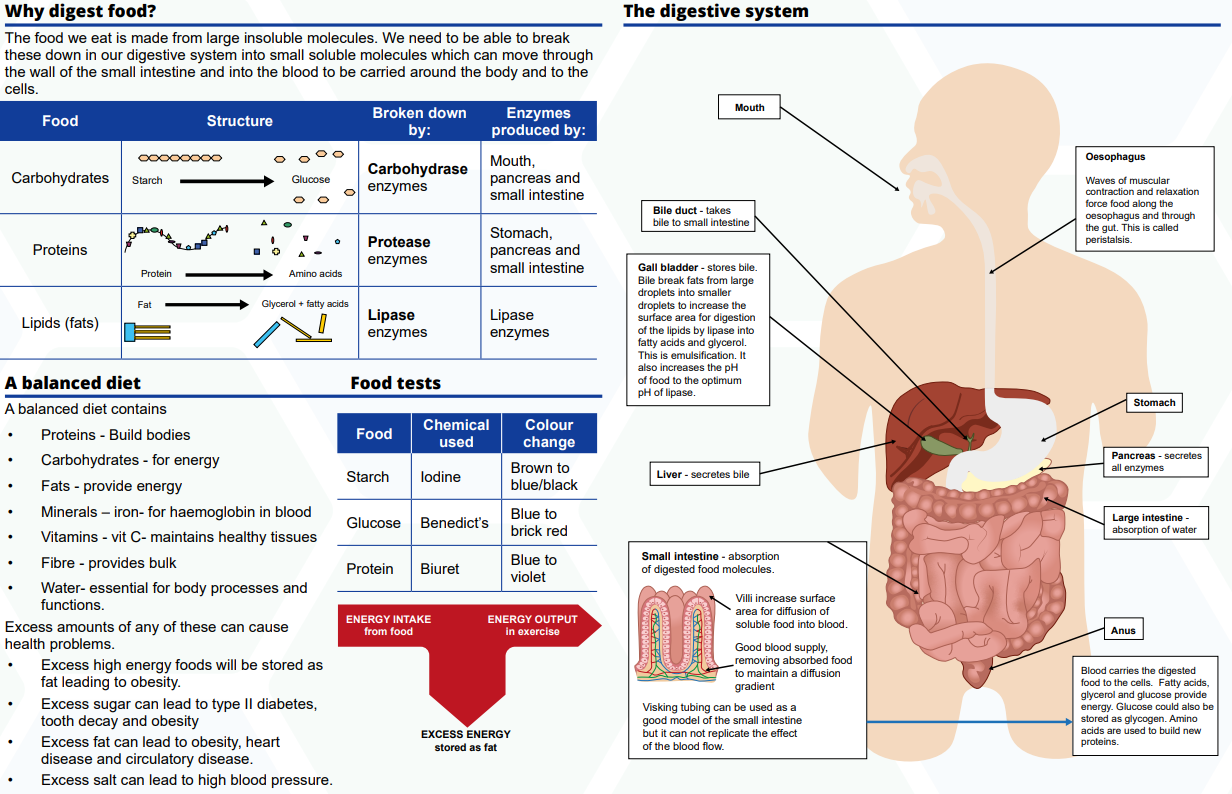 Why digest food?
The food we eat is made from large insoluble molecules. We need to be able to break
these down in our digestive system into small soluble molecules which can move through
the wall of the small intestine and into the blood to be carried around the body and to the
cells.
Food
Structure
Broken down
by:
Enzymes
produced by:
Carbohydrates
Starch
Glucose
Carbohydrase
enzymes
Mouth,
pancreas and
small intestine
Proteins
Protein
Amino acids
Protease
enzymes
Stomach,
pancreas and
small intestine
Lipids (fats)
Fat
Glycerol + fatty acids
Lipase
enzymes
Lipase
enzymes
A balanced diet
A balanced diet contains
• Proteins - Build bodies
• Carbohydrates - for energy
• Fats - provide energy
• Minerals – iron- for haemoglobin in blood
• Vitamins - vit C- maintains healthy tissues
• Fibre - provides bulk
• Water- essential for body processes and
functions.
Excess amounts of any of these can cause
health problems.
• Excess high energy foods will be stored as
fat leading to obesity.
• Excess sugar can lead to type II diabetes,
tooth decay and obesity
• Excess fat can lead to obesity, heart
disease and circulatory disease.
• Excess salt can lead to high blood pressure.
Food tests
Food
Chemical
used
Colour
change
Starch
Iodine
Brown to
blue/black
Glucose
Benedict's
Blue to
brick red
Protein
Biuret
Blue to
violet
ENERGY INTAKE
from food
ENERGY OUTPUT
in exercise
EXCESS ENERGY
stored as fat
The digestive system
Mouth
Oesophagus
Waves of muscular
contraction and relaxation
force food along the
oesophagus and through
the gut. This is called
peristalsis.
Bile duct - takes
bile to small intestine
Gall bladder - stores bile.
Bile break fats from large
droplets into smaller
droplets to increase the
surface area for digestion
of the lipids by lipase into
fatty acids and glycerol.
This is emulsification. It
also increases the pH
of food to the optimum
pH of lipase.
Stomach
Liver - secretes bile
Pancreas - secretes
all enzymes
Large intestine -
absorption of water
Small intestine - absorption
of digested food molecules.
Villi increase surface
area for diffusion of
soluble food into blood.
Good blood supply,
removing absorbed food
to maintain a diffusion
gradient
Visking tubing can be used as a
good model of the small intestine
but it can not replicate the effect
of the blood flow.
Anus
Blood carries the digested
food to the cells. Fatty acids,
glycerol and glucose provide
energy. Glucose could also be
stored as glycogen. Amino
acids are used to build new
proteins.